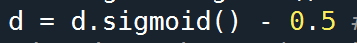 d = d.sigmoid() - 0.5 #